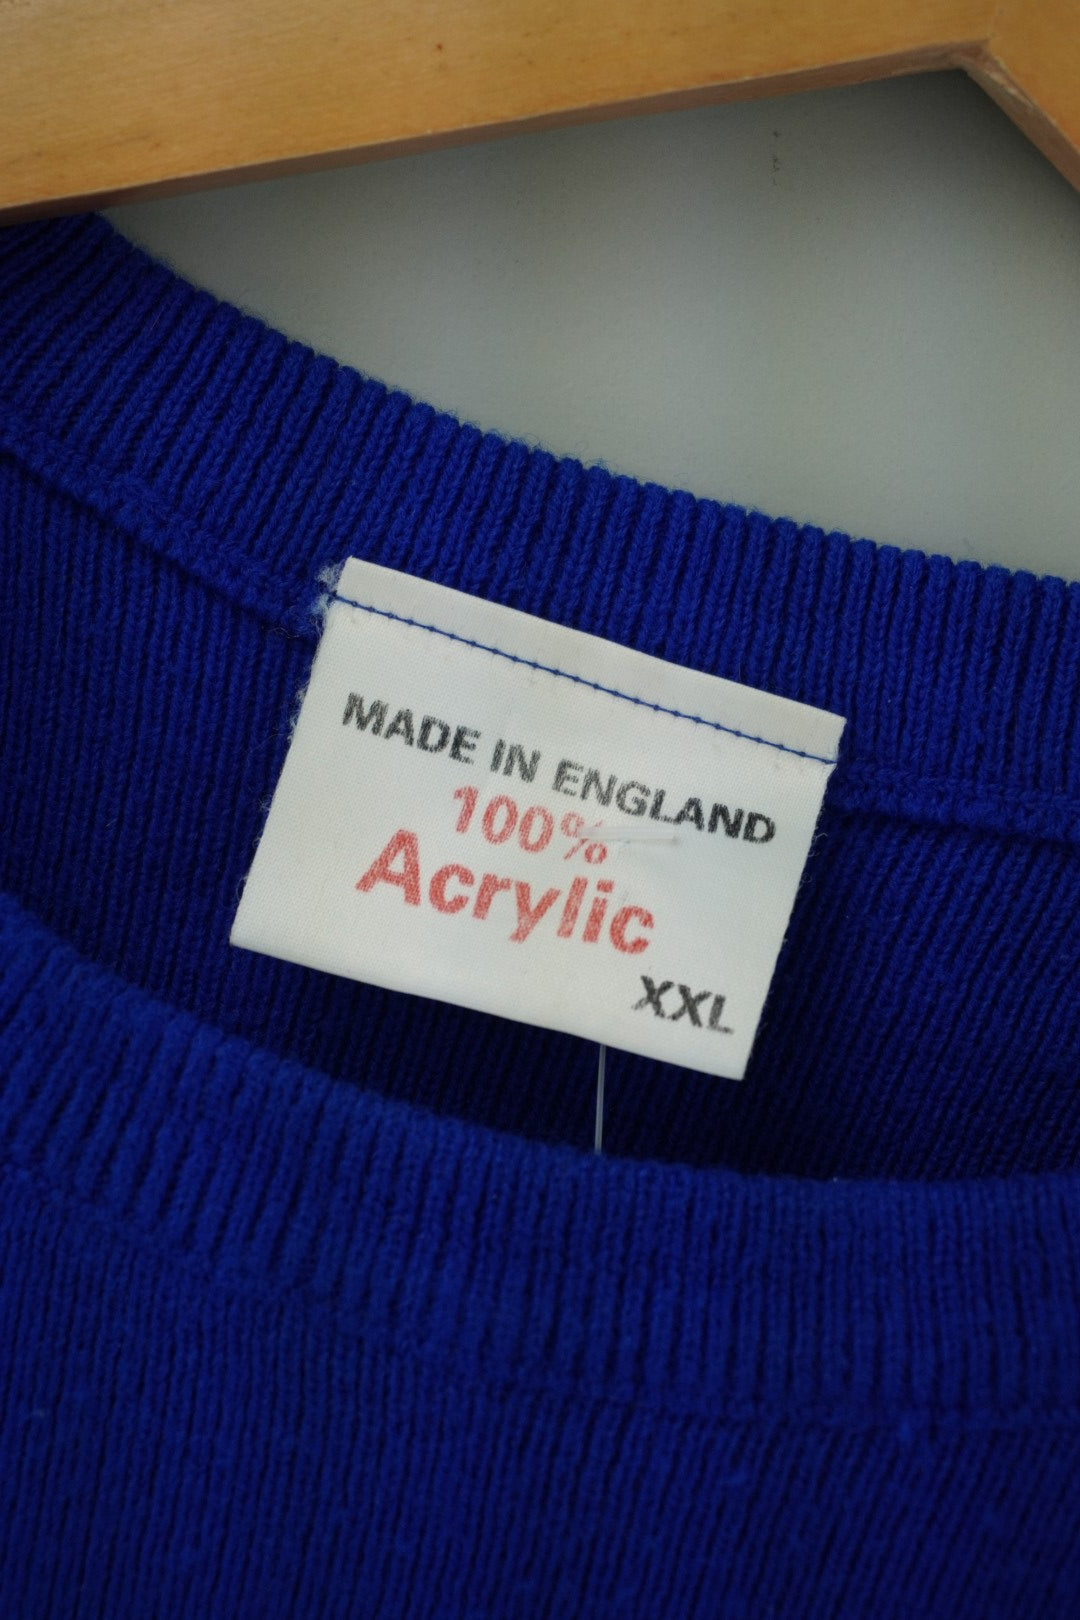 MADE IN ENGLAND
100%
Acrylic
XXL